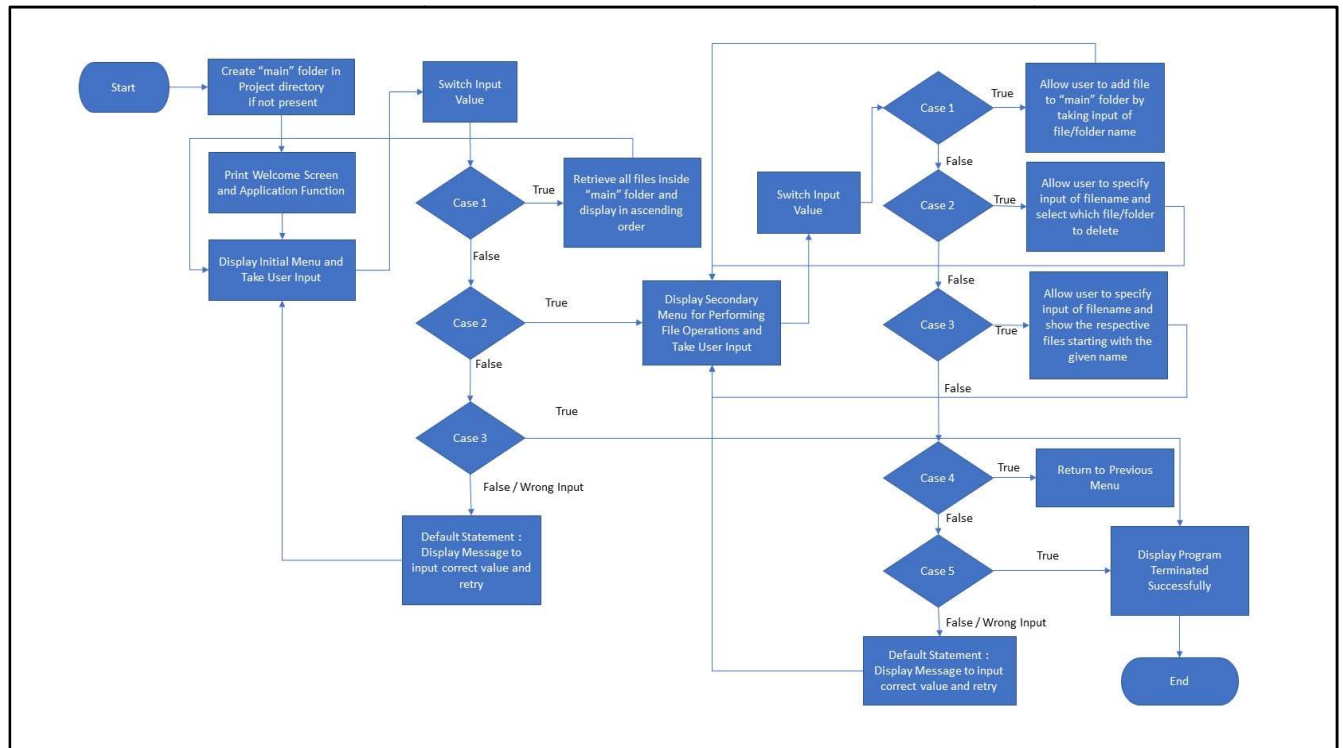 Start
Create “main” folder in
Project directory
if not present
Print Welcome Screen
and Application Function
Display Initial Menu and
Take User Input
Switch Input
Value
Case 1
True
Retrieve all files inside
“main” folder and
display in ascending
order
False
Case 2
True
False
Case 3
True
False / Wrong Input
Default Statement :
Display Message to
input correct value and
retry
Display Secondary
Menu for Performing
File Operations and
Take User Input
Switch Input
Value
Case 1
True
Allow user to add file
to “main” folder by
taking input of
file/folder name
False
Case 2
True
Allow user to specify
input of filename and
select which file/folder
to delete
False
Case 3
True
Allow user to specify
input of filename and
show the respective
files starting with the
given name
False
Case 4
True
Return to Previous
Menu
False
Case 5
True
Display Program
Terminated
Successfully
False / Wrong Input
Default Statement :
Display Message to input
correct value and retry
End